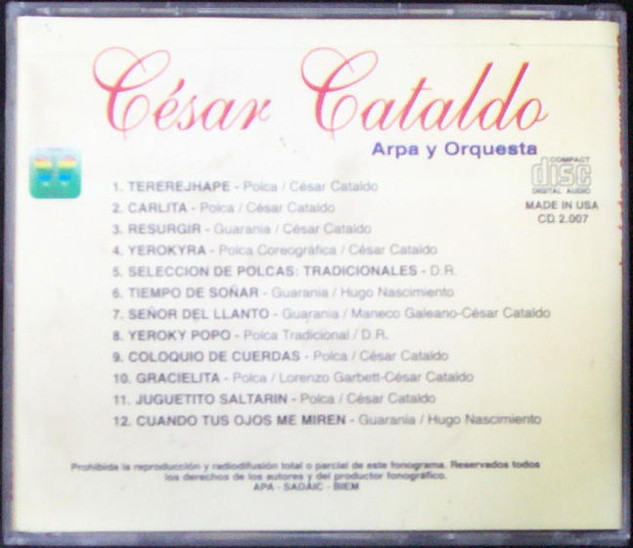 César Cataldo
Arpa y Orquesta
COMPACT
disc
DIGITAL AUDIO
MADE IN USA
CD. 2.007
1. TEREREJHAPE - Polca / César Cataldo
2. CARLITA - Polca / César Cataldo
3. RESURGIR - Guarania / César Cataldo
4. YEROKYRA - Polca Coreográfica / César Cataldo
5. SELECCION DE POLCAS: TRADICIONALES - D.R.
6. TIEMPO DE SOÑAR - Guarania / Hugo Nascimiento
7. SEÑOR DEL LLANTO - Guarania / Maneco Galeano-César Cataldo
8. YEROKY POPO - Polca Tradicional / D.R.
9. COLOQUIO DE CUERDAS - Polca / César Cataldo
10. GRACIELITA - Polca / Lorenzo Garbett-César Cataldo
11. JUGUETITO SALTARIN - Polca / César Cataldo
12. CUANDO TUS OJOS ME MIREN - Guarania / Hugo Nascimiento
Prohibida la reproducción y radiodifusión total o parcial de este fonograma. Reservados todos
los derechos de los autores y del productor fonográfico.
APA - SADAIC - BIEM